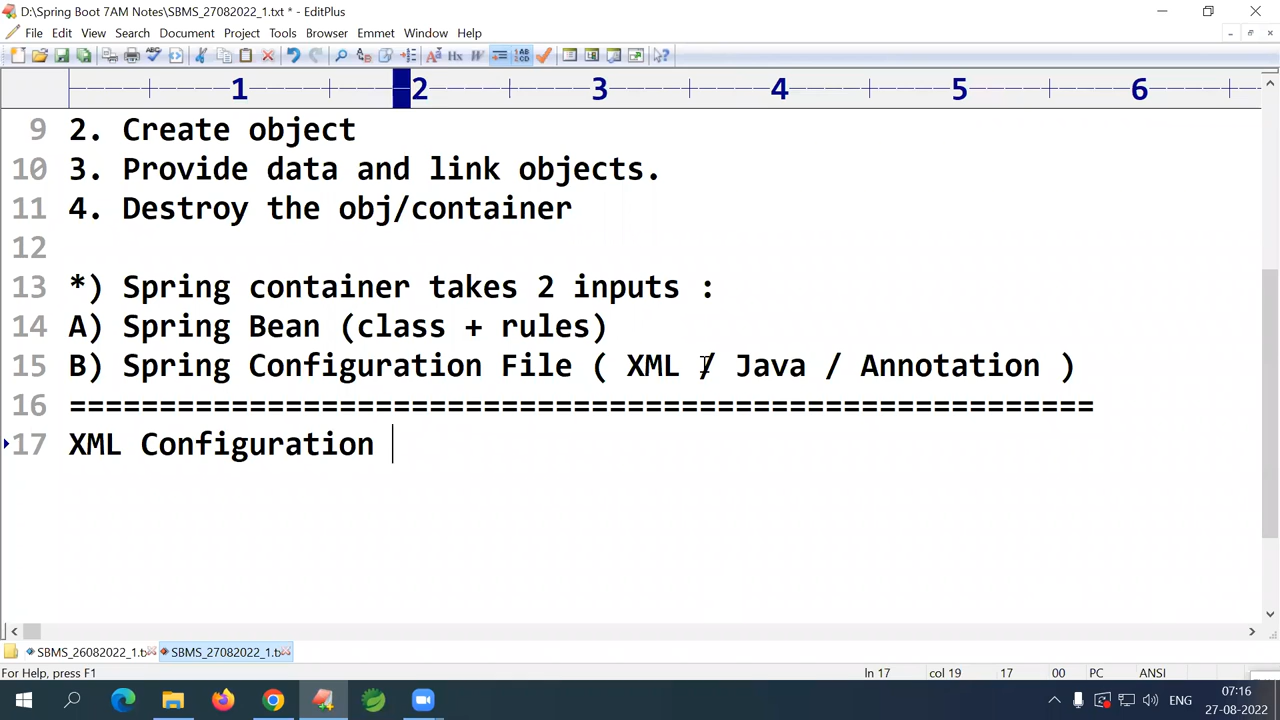 D:\Spring Boot 7AM Notes\SBMS_27082022_1.txt * - EditPlus
File Edit View Search Document Project Tools Browser Emmet Window Help
1 2 3 4 5 6
9 2. Create object
10 3. Provide data and link objects.
11 4. Destroy the obj/container
12
13 *) Spring container takes 2 inputs :
14 A) Spring Bean (class + rules)
15 B) Spring Configuration File ( XML / Java / Annotation )
16 =========================================================
17 XML Configuration
SBMS_26082022_1.t SBMS_27082022_1.t
For Help, press F1 ln 17 col 19 17 00 PC ANSI
ENG 07:16
27-08-2022